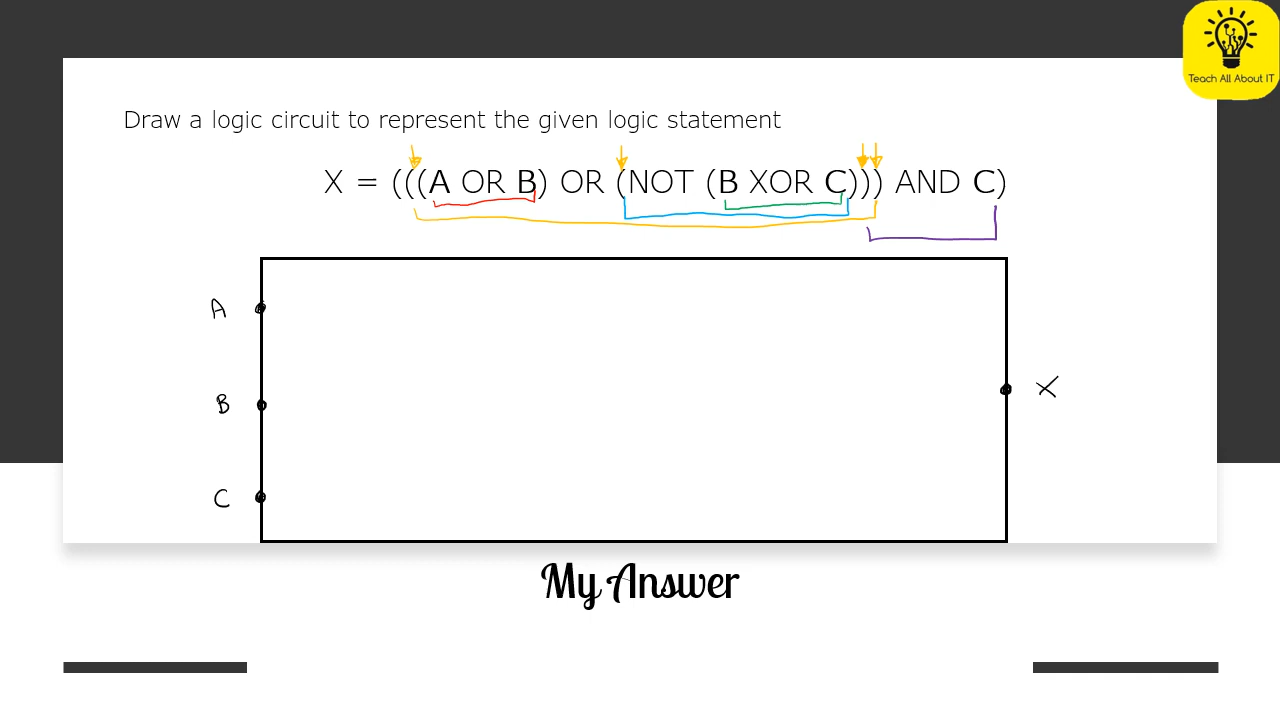 Teach All About IT
Draw a logic circuit to represent the given logic statement
X = (((A OR B) OR (NOT (B XOR C))) AND C)
A
B
X
C
My Answer